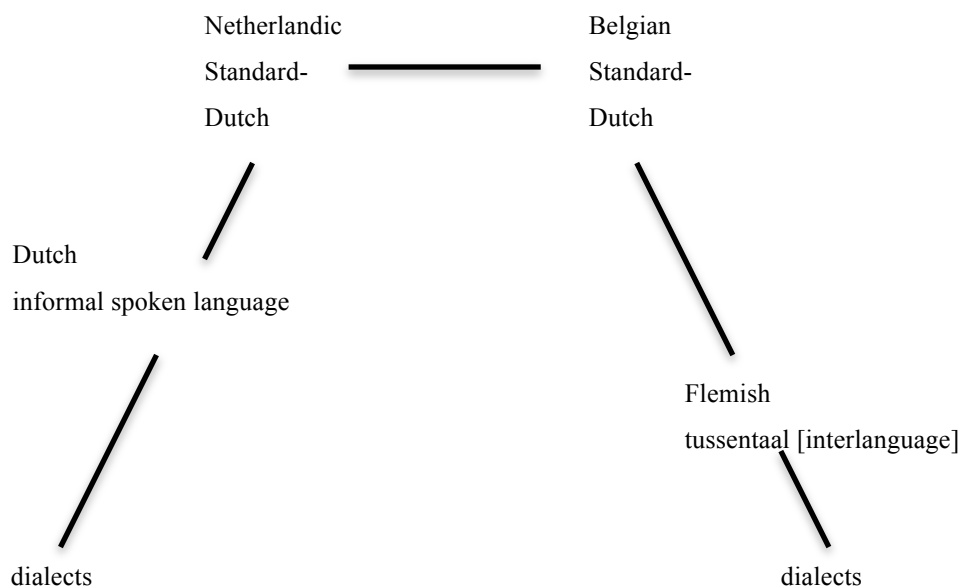 Netherlandic
Standard-
Dutch
Belgian
Standard-
Dutch
Dutch
informal spoken language
Flemish
tussentaal [interlanguage]
dialects
dialects